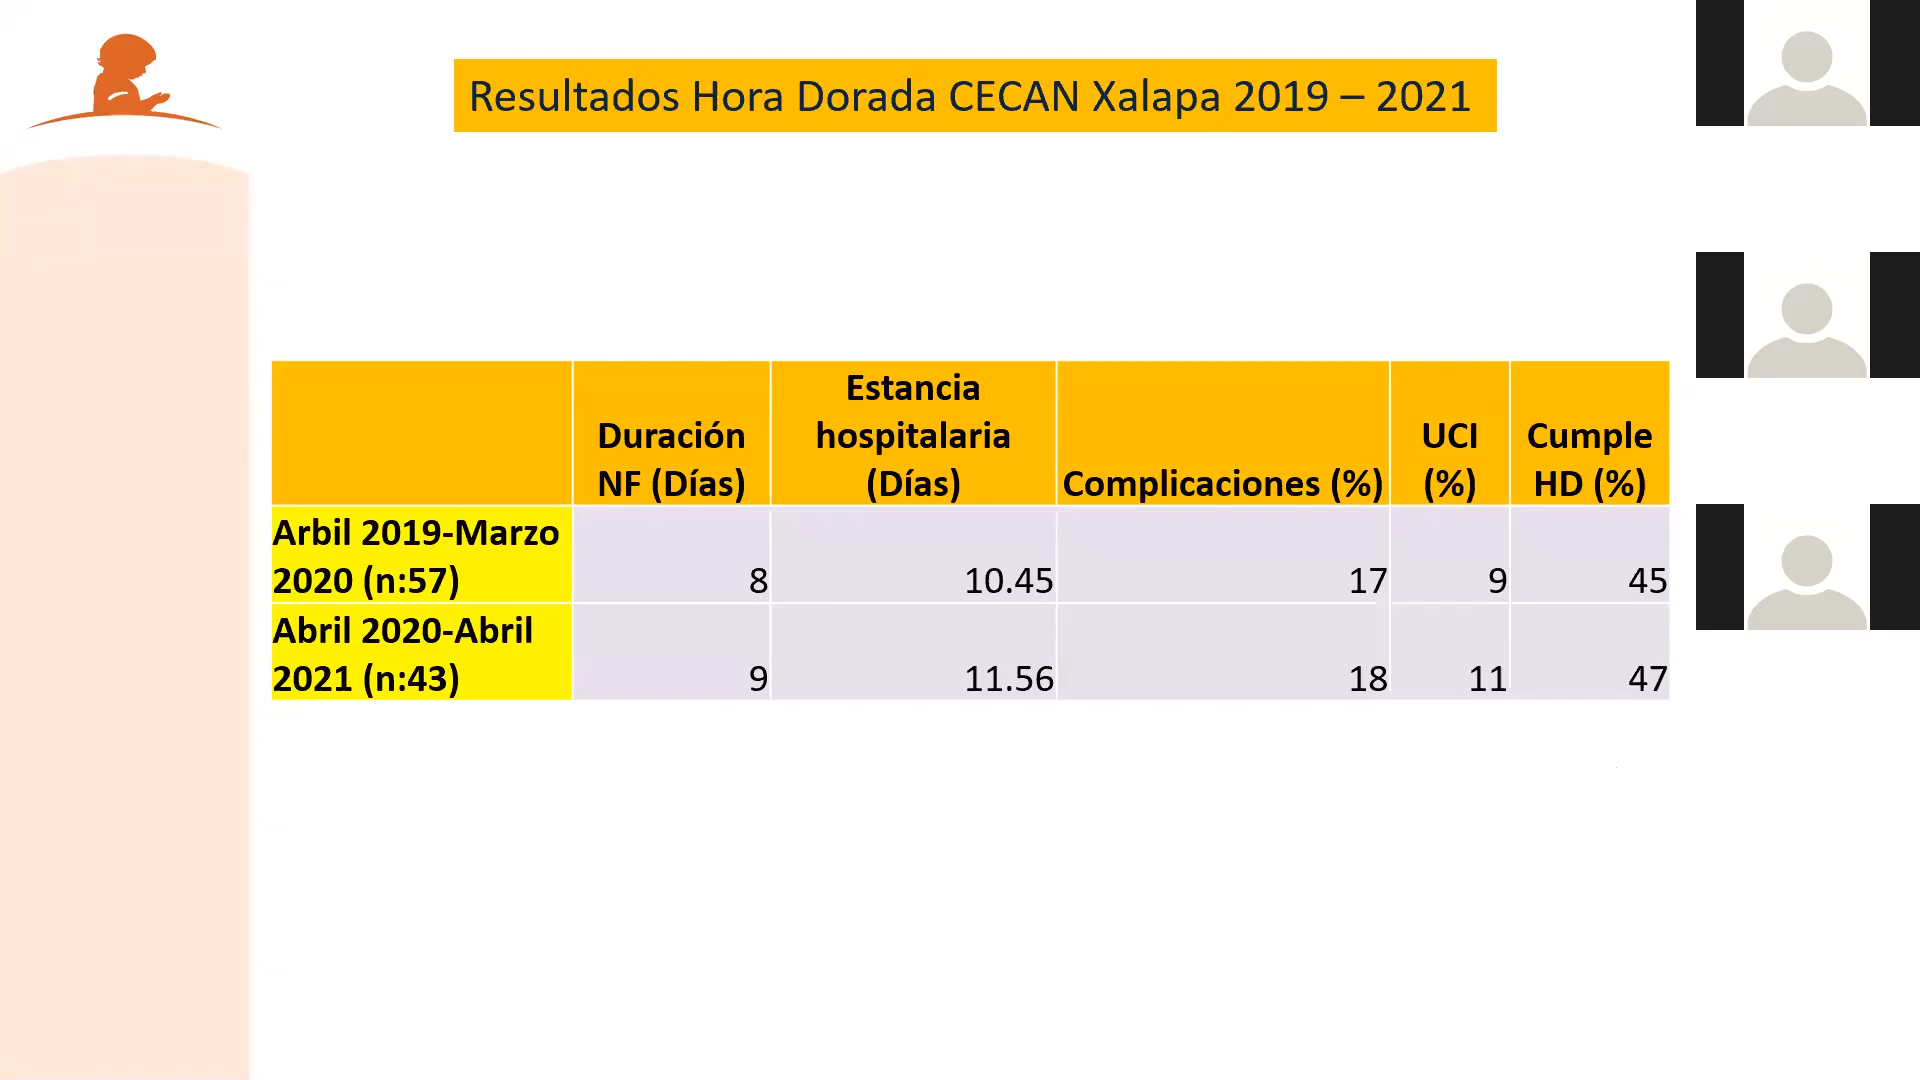 Resultados Hora Dorada CECAN Xalapa 2019 – 2021
Duración NF (Días)
Estancia hospitalaria (Días)
Complicaciones (%)
UCI (%)
Cumple HD (%)
Arbil 2019-Marzo 2020 (n:57) 8 10.45 17 9 45
Abril 2020-Abril 2021 (n:43) 9 11.56 18 11 47